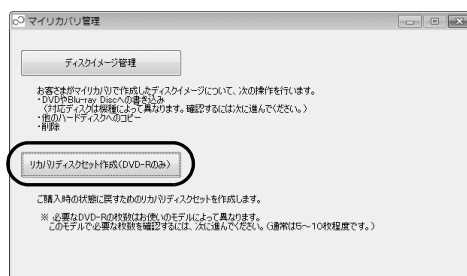 マイリカバリ管理
ディスクイメージ管理
お客さまがマイリカバリで作成したディスクイメージについて、次の操作を行います。
・DVDやBlu-ray Discへの書き込み
（対応ディスクは機種によって異なります。確認するには次に進んでください。）
・他のハードディスクへのコピー
・削除
リカバリディスクセット作成（DVD-Rのみ）
ご購入時の状態に戻すためのリカバリディスクセットを作成します。
※ 必要なDVD-Rの枚数はお使いのモデルによって異なります。
このモデルで必要な枚数を確認するには、次に進んでください。（通常は5～10枚程度です。）